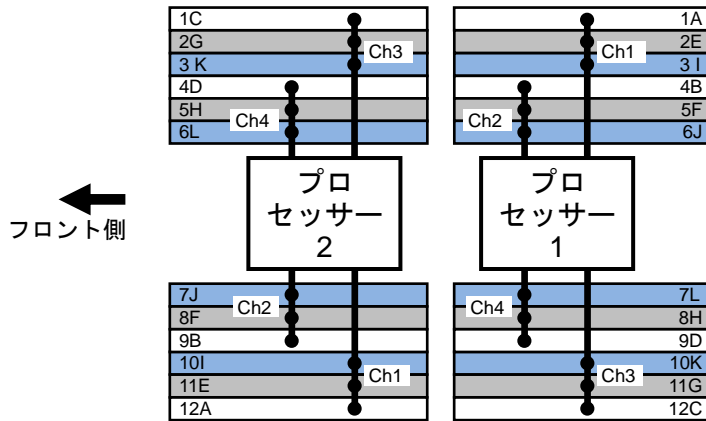 1C
2G
3 K
4D
5H
6L
Ch3
Ch4
1A
2E
3 I
4B
5F
6J
Ch1
Ch2
フロント側
プロ
セッサー
2
プロ
セッサー
1
7J
8F
9B
10I
11E
12A
Ch2
Ch1
7L
8H
9D
10K
11G
12C
Ch4
Ch3